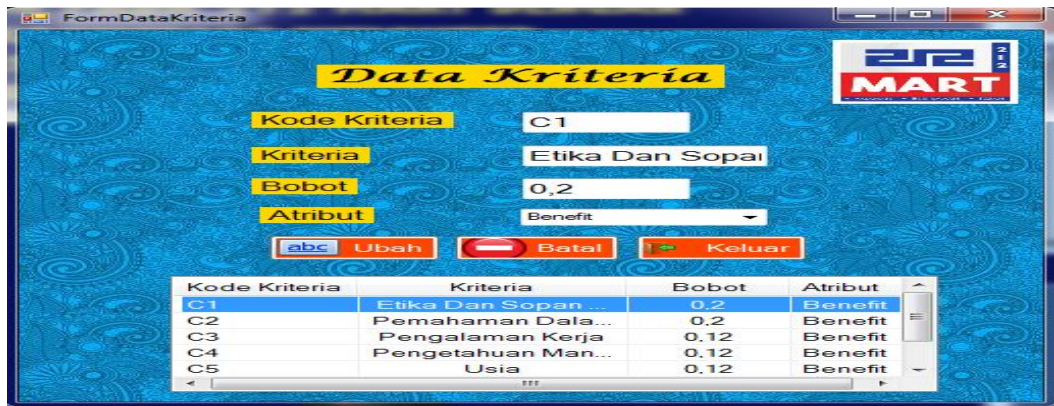 FormDataKriteria
Data Kriteria
212
MART
Kode Kriteria C1
Kriteria Etika Dan Sopan
Bobot 0,2
Atribut Benefit
abc Ubah Batal Keluar
Kode Kriteria Kriteria Bobot Atribut
C1 Etika Dan Sopan... 0,2 Benefit
C2 Pemahaman Dala... 0,2 Benefit
C3 Pengalaman Kerja 0,12 Benefit
C4 Pengetahuan Man... 0,12 Benefit
C5 Usia 0,12 Benefit